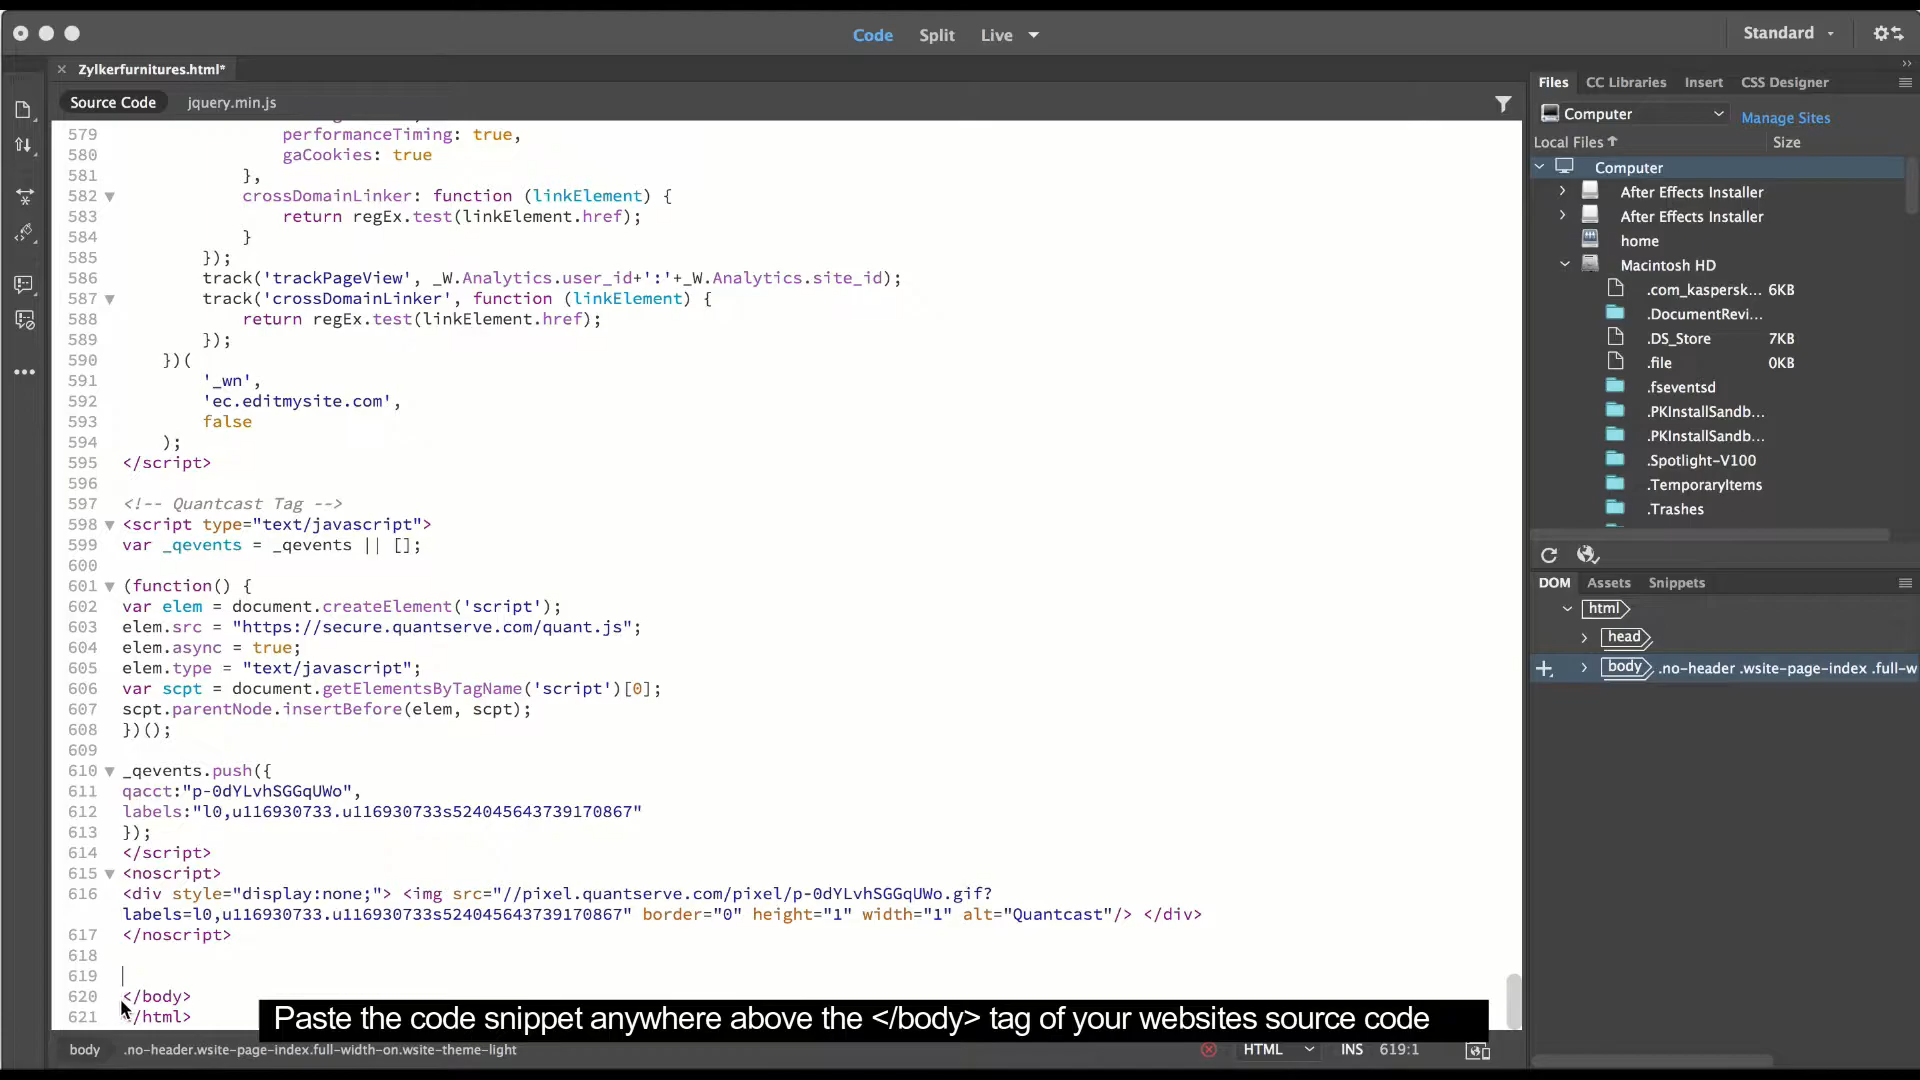 Code Split Live
Standard
Zylkerfurnitures.html*
Source Code jquery.min.js
579 performanceTiming: true,
580 gaCookies: true
581 },
582 crossDomainLinker: function (linkElement) {
583 return regEx.test(linkElement.href);
584 }
585 });
586 track('trackPageView', _W.Analytics.user_id+':'+_W.Analytics.site_id);
587 track('crossDomainLinker', function (linkElement) {
588 return regEx.test(linkElement.href);
589 });
590 })(
591 '_wn',
592 'ec.editmysite.com',
593 false
594 );
595 </script>
596
597 <!-- Quantcast Tag -->
598 <script type="text/javascript">
599 var _qevents = _qevents || [];
600
601 (function() {
602 var elem = document.createElement('script');
603 elem.src = "https://secure.quantserve.com/quant.js";
604 elem.async = true;
605 elem.type = "text/javascript";
606 var scpt = document.getElementsByTagName('script')[0];
607 scpt.parentNode.insertBefore(elem, scpt);
608 })();
609
610 _qevents.push({
611 qacct:"p-0dYLvhSGGqUWo",
612 labels:"l0,u116930733.u116930733s524045643739170867"
613 });
614 </script>
615 <noscript>
616 <div style="display:none;"> <img src="//pixel.quantserve.com/pixel/p-0dYLvhSGGqUWo.gif?
labels=l0,u116930733.u116930733s524045643739170867" border="0" height="1" width="1" alt="Quantcast"/> </div>
617 </noscript>
618
619
620 </body>
621 </html>
Paste the code snippet anywhere above the </body> tag of your websites source code
body .no-header.wsite-page-index.full-width-on.wsite-theme-light
HTML INS 619:1
Files CC Libraries Insert CSS Designer
Computer Manage Sites
Local Files Size
Computer
After Effects Installer
After Effects Installer
home
Macintosh HD
.com_kaspersk... 6KB
.DocumentRevi...
.DS_Store 7KB
.file 0KB
.fseventsd
.PKInstallSandb...
.PKInstallSandb...
.Spotlight-V100
.TemporaryItems
.Trashes
DOM Assets Snippets
html
head
body .no-header .wsite-page-index .full-w